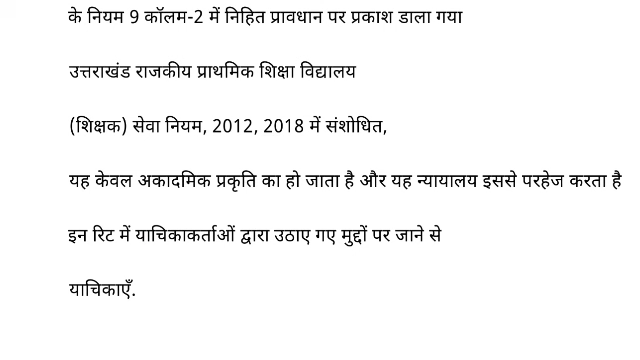 के नियम 9 कॉलम-2 में निहित प्रावधान पर प्रकाश डाला गया
उत्तराखंड राजकीय प्राथमिक शिक्षा विद्यालय
(शिक्षक) सेवा नियम, 2012, 2018 में संशोधित,
यह केवल अकादमिक प्रकृति का हो जाता है और यह न्यायालय इससे परहेज करता है
इन रिट में याचिकाकर्ताओं द्वारा उठाए गए मुद्दों पर जाने से
याचिकाएँ.